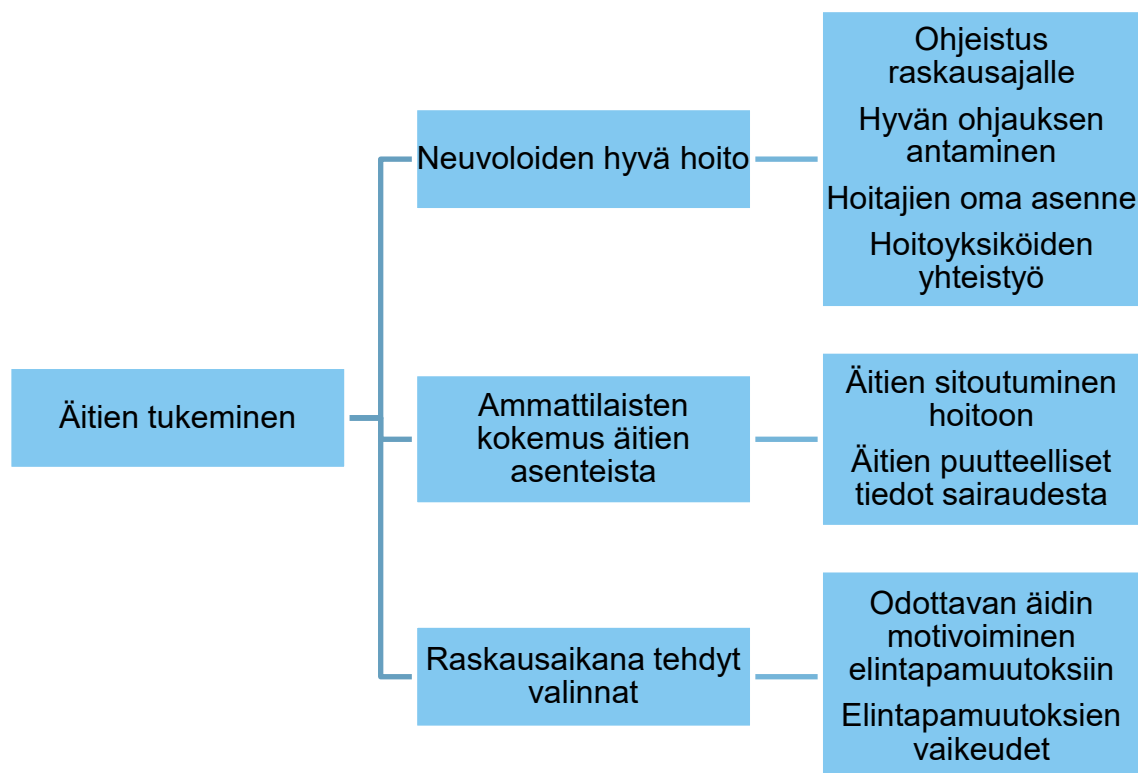 Äitien tukeminen
Neuvoloiden hyvä hoito
Ohjeistus
raskausajalle
Hyvän ohjauksen
antaminen
Hoitajien oma asenne
Hoitoyksiköiden
yhteistyö
Ammattilaisten
kokemus äitien
asenteista
Äitien sitoutuminen
hoitoon
Äitien puutteelliset
tiedot sairaudesta
Raskausaikana tehdyt
valinnat
Odottavan äidin
motivoiminen
elintapamuutoksiin
Elintapamuutoksien
vaikeudet